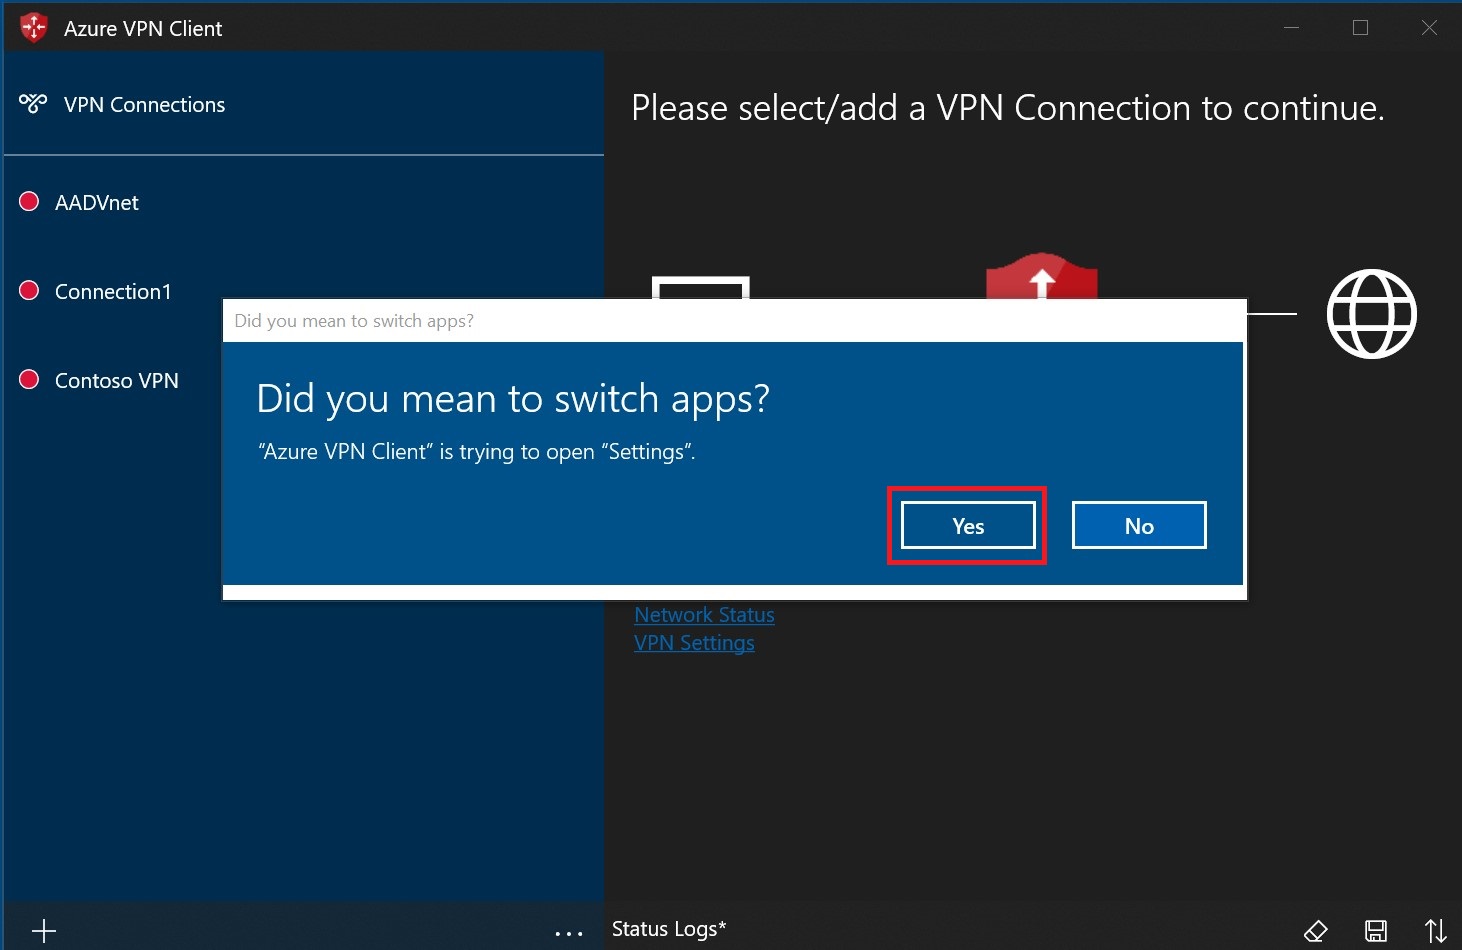 Azure VPN Client
VPN Connections
Please select/add a VPN Connection to continue.
AADVnet
Connection1
Contoso VPN
Did you mean to switch apps?
Did you mean to switch apps?
“Azure VPN Client” is trying to open “Settings”.
Yes
No
Network Status
VPN Settings
Status Logs*